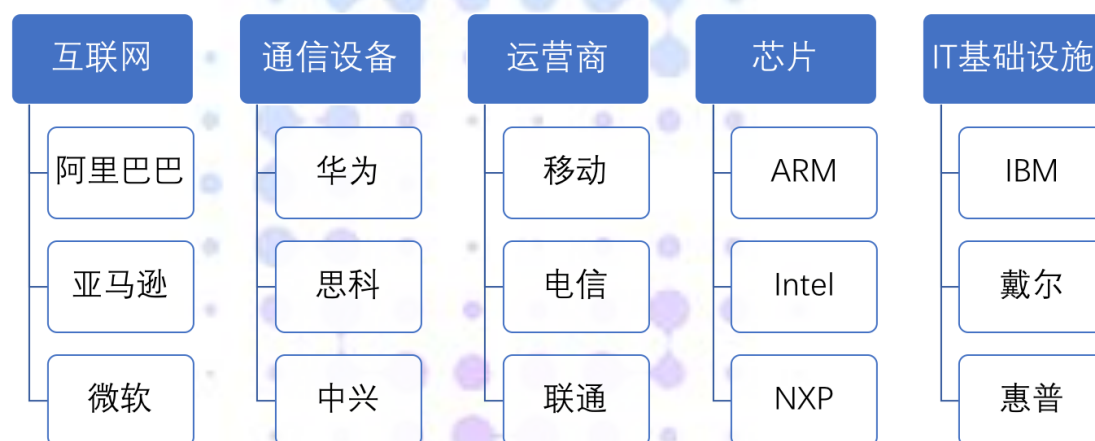 互联网
阿里巴巴
亚马逊
微软
通信设备
华为
思科
中兴
运营商
移动
电信
联通
芯片
ARM
Intel
NXP
IT基础设施
IBM
戴尔
惠普